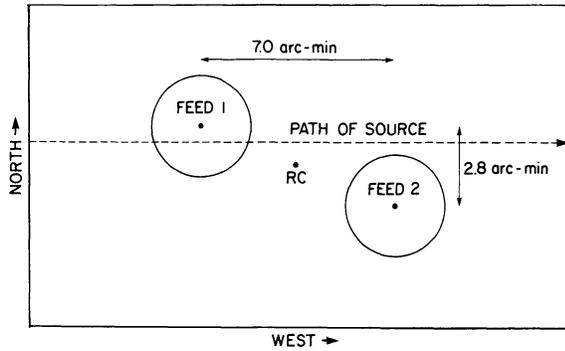 7.0 arc-min
FEED 1
PATH OF SOURCE
NORTH →
RC
FEED 2
2.8 arc-min
WEST →